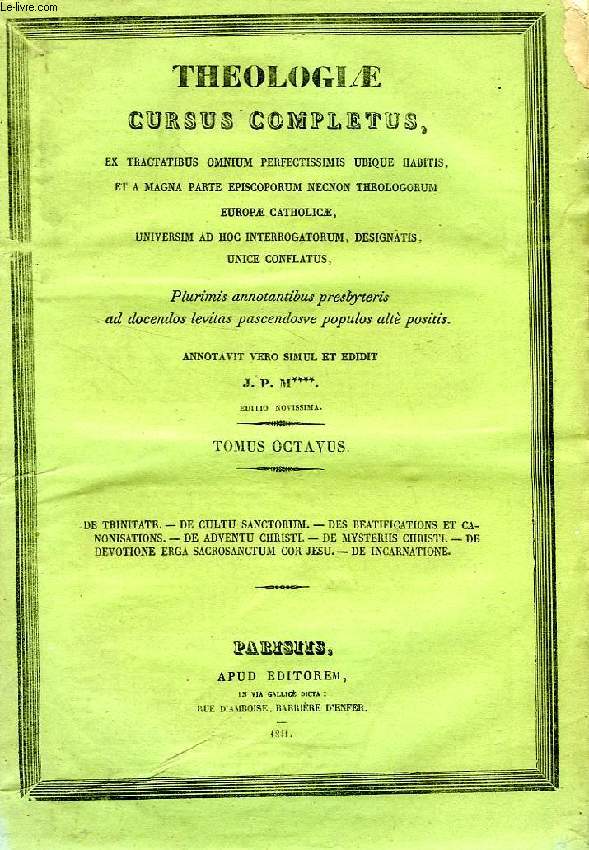 Le-livre.com
THEOLOGIÆ
CURSUS COMPLETUS,
EX TRACTATIBUS OMNIUM PERFECTISSIMIS UBIQUE HABITIS,
ET A MAGNA PARTE EPISCOPORUM NECNON THEOLOGORUM
EUROPÆ CATHOLICÆ,
UNIVERSIM AD HOC INTERROGATORUM, DESIGNATIS,
UNICE CONFLATUS,
Plurimis annotantibus presbyteris
ad docendos levitas pascendosve populos altè positis.
ANNOTAVIT VERO SIMUL ET EDIDIT
J. P. M****.
EDITIO NOVISSIMA.
TOMUS OCTAVUS.
DE TRINITATE. — DE CULTU SANCTORUM. — DES BEATIFICATIONS ET CA-
NONISATIONS. — DE ADVENTU CHRISTI. — DE MYSTERIIS CHRISTI. — DE
DEVOTIONE ERGA SACROSANCTUM COR JESU. — DE INCARNATIONE.
PARISIIS,
APUD EDITOREM,
IN VIA GALLICÈ DICTA :
RUE D'AMBOISE, BARRIÈRE D'ENFER.
1841.